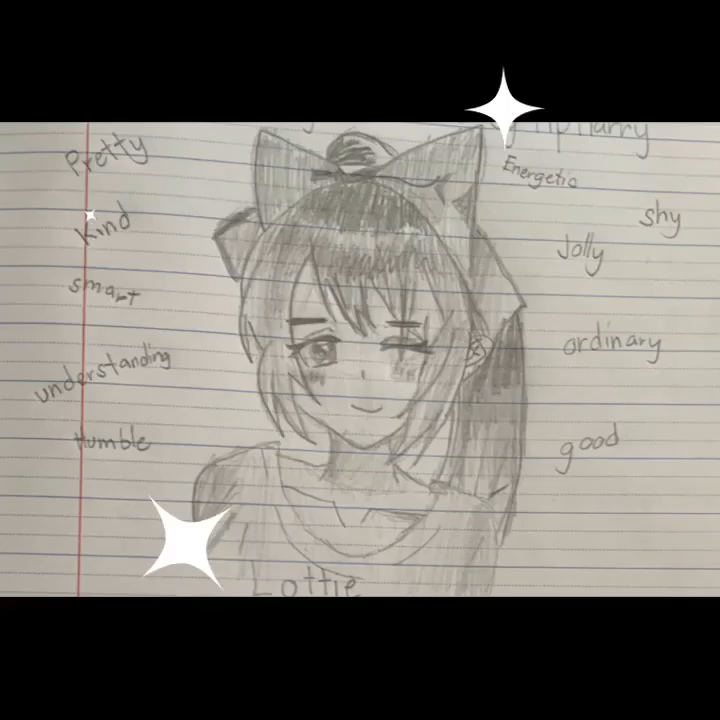 Pretty
Kind
smart
understanding
Humble
Energetic
shy
Jolly
ordinary
good
Lottie